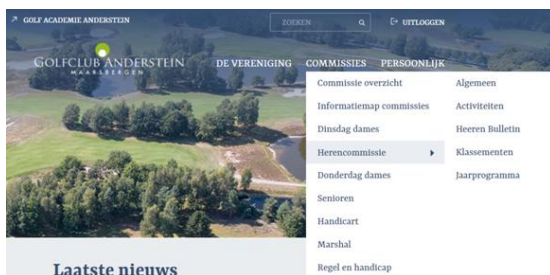 GOLF ACADEMIE ANDERSTEIN
ZOEKEN
UITLOGGEN
GOLFCLUB ANDERSTEIN
MAARSBERGEN
DE VERENIGING
COMMISSIES
PERSOONLIJK
Commissie overzicht
Informatiemap commissies
Dinsdag dames
Herencommissie
Donderdag dames
Senioren
Handicart
Marshal
Regel en handicap
Algemeen
Activiteiten
Heeren Bulletin
Klassementen
Jaarprogramma
Laatste nieuws